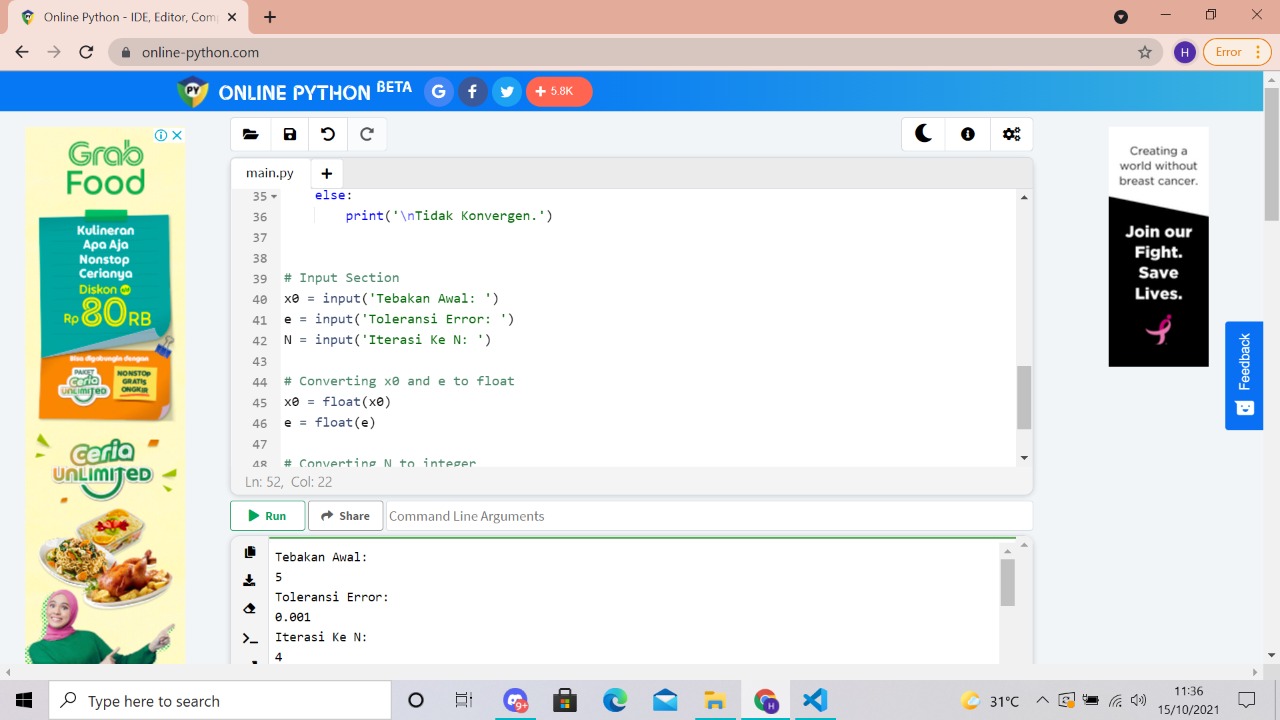 Online Python - IDE, Editor, Com
online-python.com
H
Error
PY
ONLINE PYTHON BETA
G
5.8K
Grab
Food
Kulineran
Apa Aja
Nonstop
Cerianya
Diskon
Rp 80RB
Bisa digabungin dengan
PAKET
Ceria
UNLIMITED
NONSTOP
GRATIS
ONGKIR
Ceria
UNLIMITED
main.py
35 else:
36 print('\nTidak Konvergen.')
37
38
39 # Input Section
40 x0 = input('Tebakan Awal: ')
41 e = input('Toleransi Error: ')
42 N = input('Iterasi Ke N: ')
43
44 # Converting x0 and e to float
45 x0 = float(x0)
46 e = float(e)
47
48 # Converting N to integer
Ln: 52, Col: 22
Run
Share
Command Line Arguments
Tebakan Awal:
5
Toleransi Error:
0.001
Iterasi Ke N:
4
Creating a
world without
breast cancer.
Join our
Fight.
Save
Lives.
Feedback
Type here to search
9+
H
31°C
11:36
15/10/2021